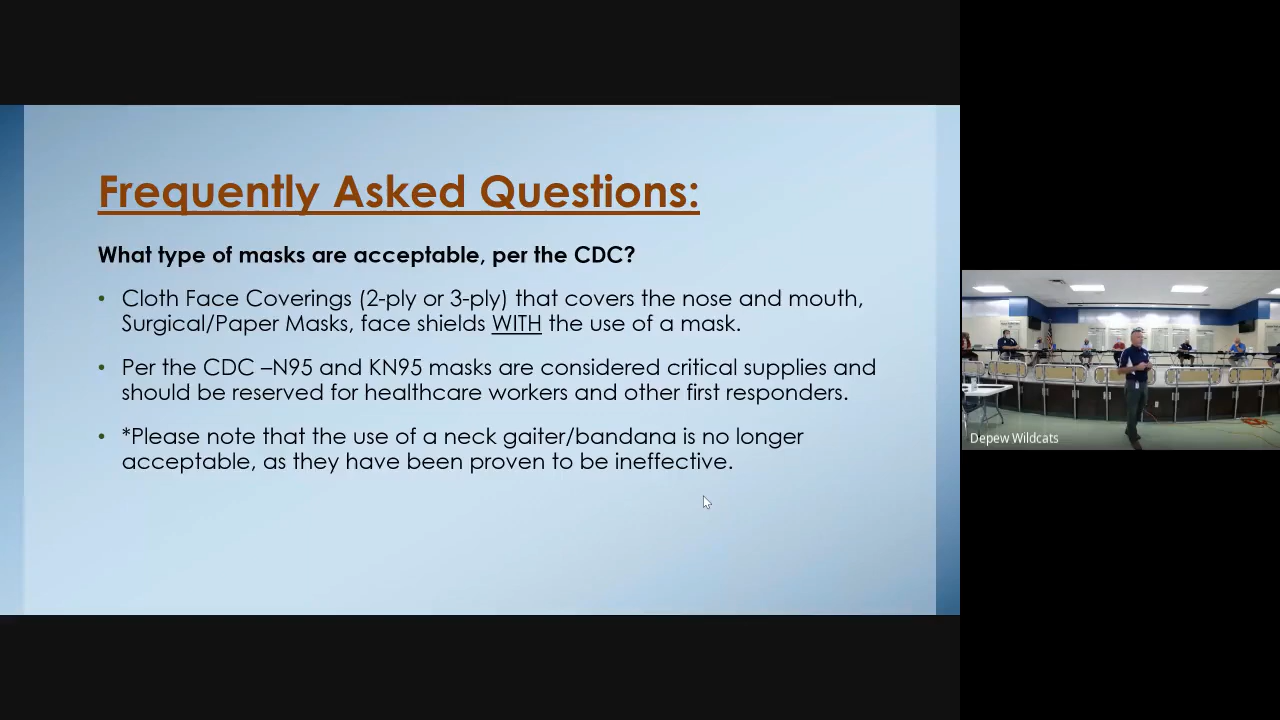 Frequently Asked Questions:
What type of masks are acceptable, per the CDC?
• Cloth Face Coverings (2-ply or 3-ply) that covers the nose and mouth,
Surgical/Paper Masks, face shields WITH the use of a mask.
• Per the CDC –N95 and KN95 masks are considered critical supplies and
should be reserved for healthcare workers and other first responders.
• *Please note that the use of a neck gaiter/bandana is no longer
acceptable, as they have been proven to be ineffective.
Depew Wildcats